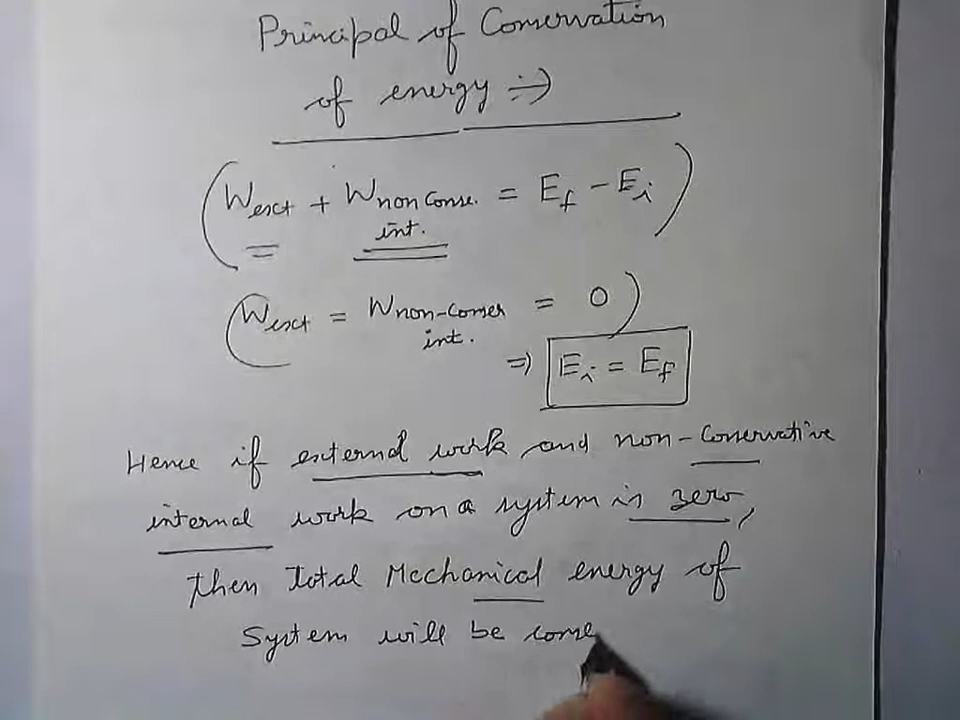 Principal of Conservation
of energy :→
(Wext + Wnon conse. = Ef - Ei)
int.
(Wext = Wnon-conser = 0)
int.
⇒ Ei = Ef
Hence if external work and non-conservative
internal work on a system is zero,
then total Mechanical energy of
System will be conse